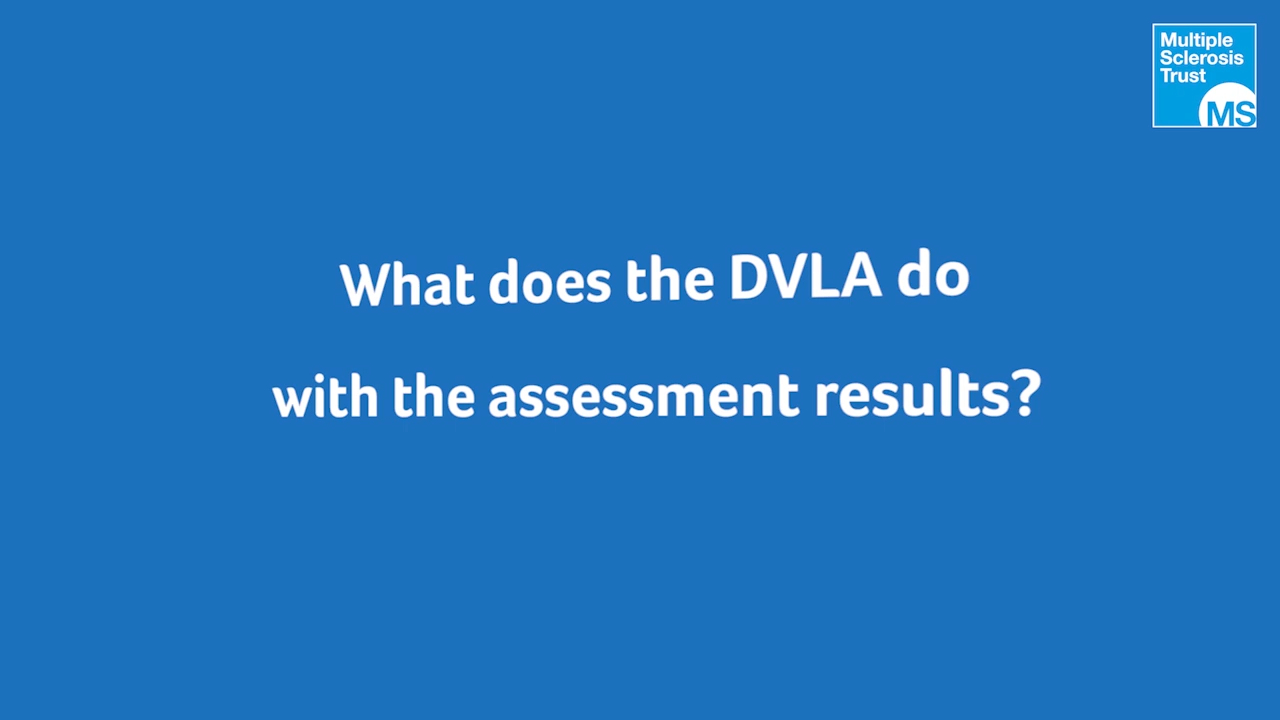 Multiple
Sclerosis
Trust
MS
What does the DVLA do
with the assessment results?